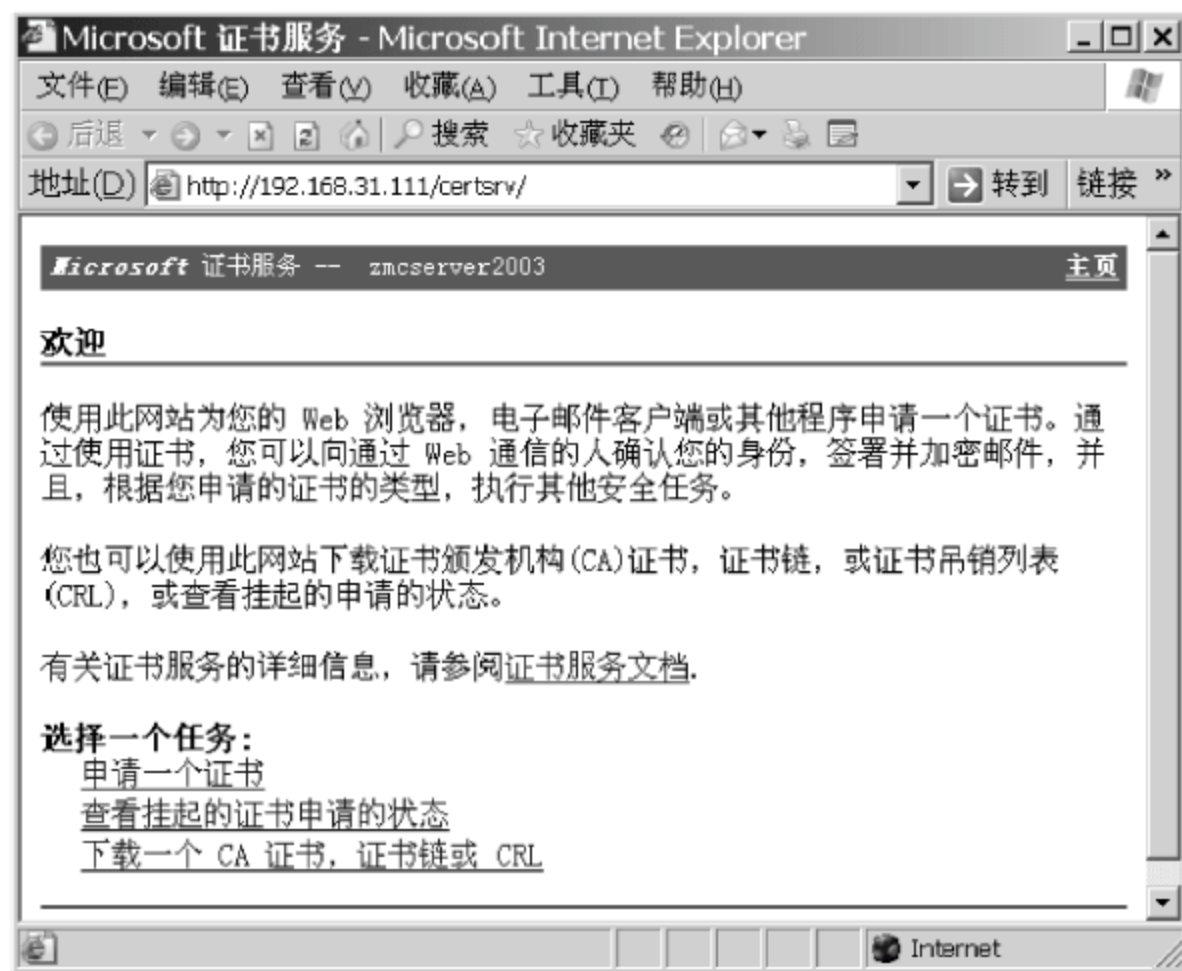 Microsoft 证书服务 - Microsoft Internet Explorer
文件(F) 编辑(E) 查看(V) 收藏(A) 工具(T) 帮助(H)
后退 搜索 收藏夹
地址(D) http://192.168.31.111/certsrv/ 转到 链接 »
Microsoft 证书服务 -- zmcserver2003 主页
欢迎
使用此网站为您的 Web 浏览器，电子邮件客户端或其他程序申请一个证书。通
过使用证书，您可以向通过 Web 通信的人确认您的身份，签署并加密邮件，并
且，根据您申请的证书的类型，执行其他安全任务。
您也可以使用此网站下载证书颁发机构(CA)证书，证书链，或证书吊销列表
(CRL)，或查看挂起的申请的状态。
有关证书服务的详细信息，请参阅证书服务文档.
选择一个任务:
申请一个证书
查看挂起的证书申请的状态
下载一个 CA 证书，证书链或 CRL
Internet